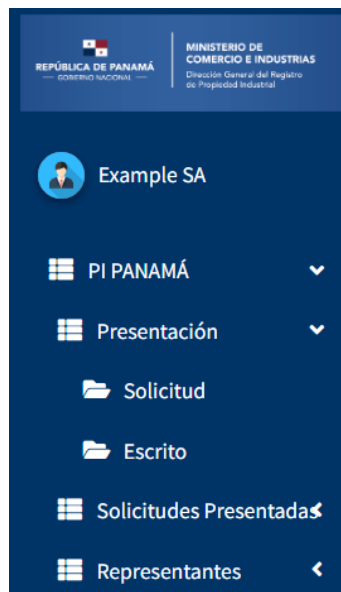 REPÚBLICA DE PANAMÁ
— GOBIERNO NACIONAL —
MINISTERIO DE
COMERCIO E INDUSTRIAS
Dirección General del Registro
de Propiedad Industrial
Example SA
PI PANAMÁ
Presentación
Solicitud
Escrito
Solicitudes Presentadas
Representantes